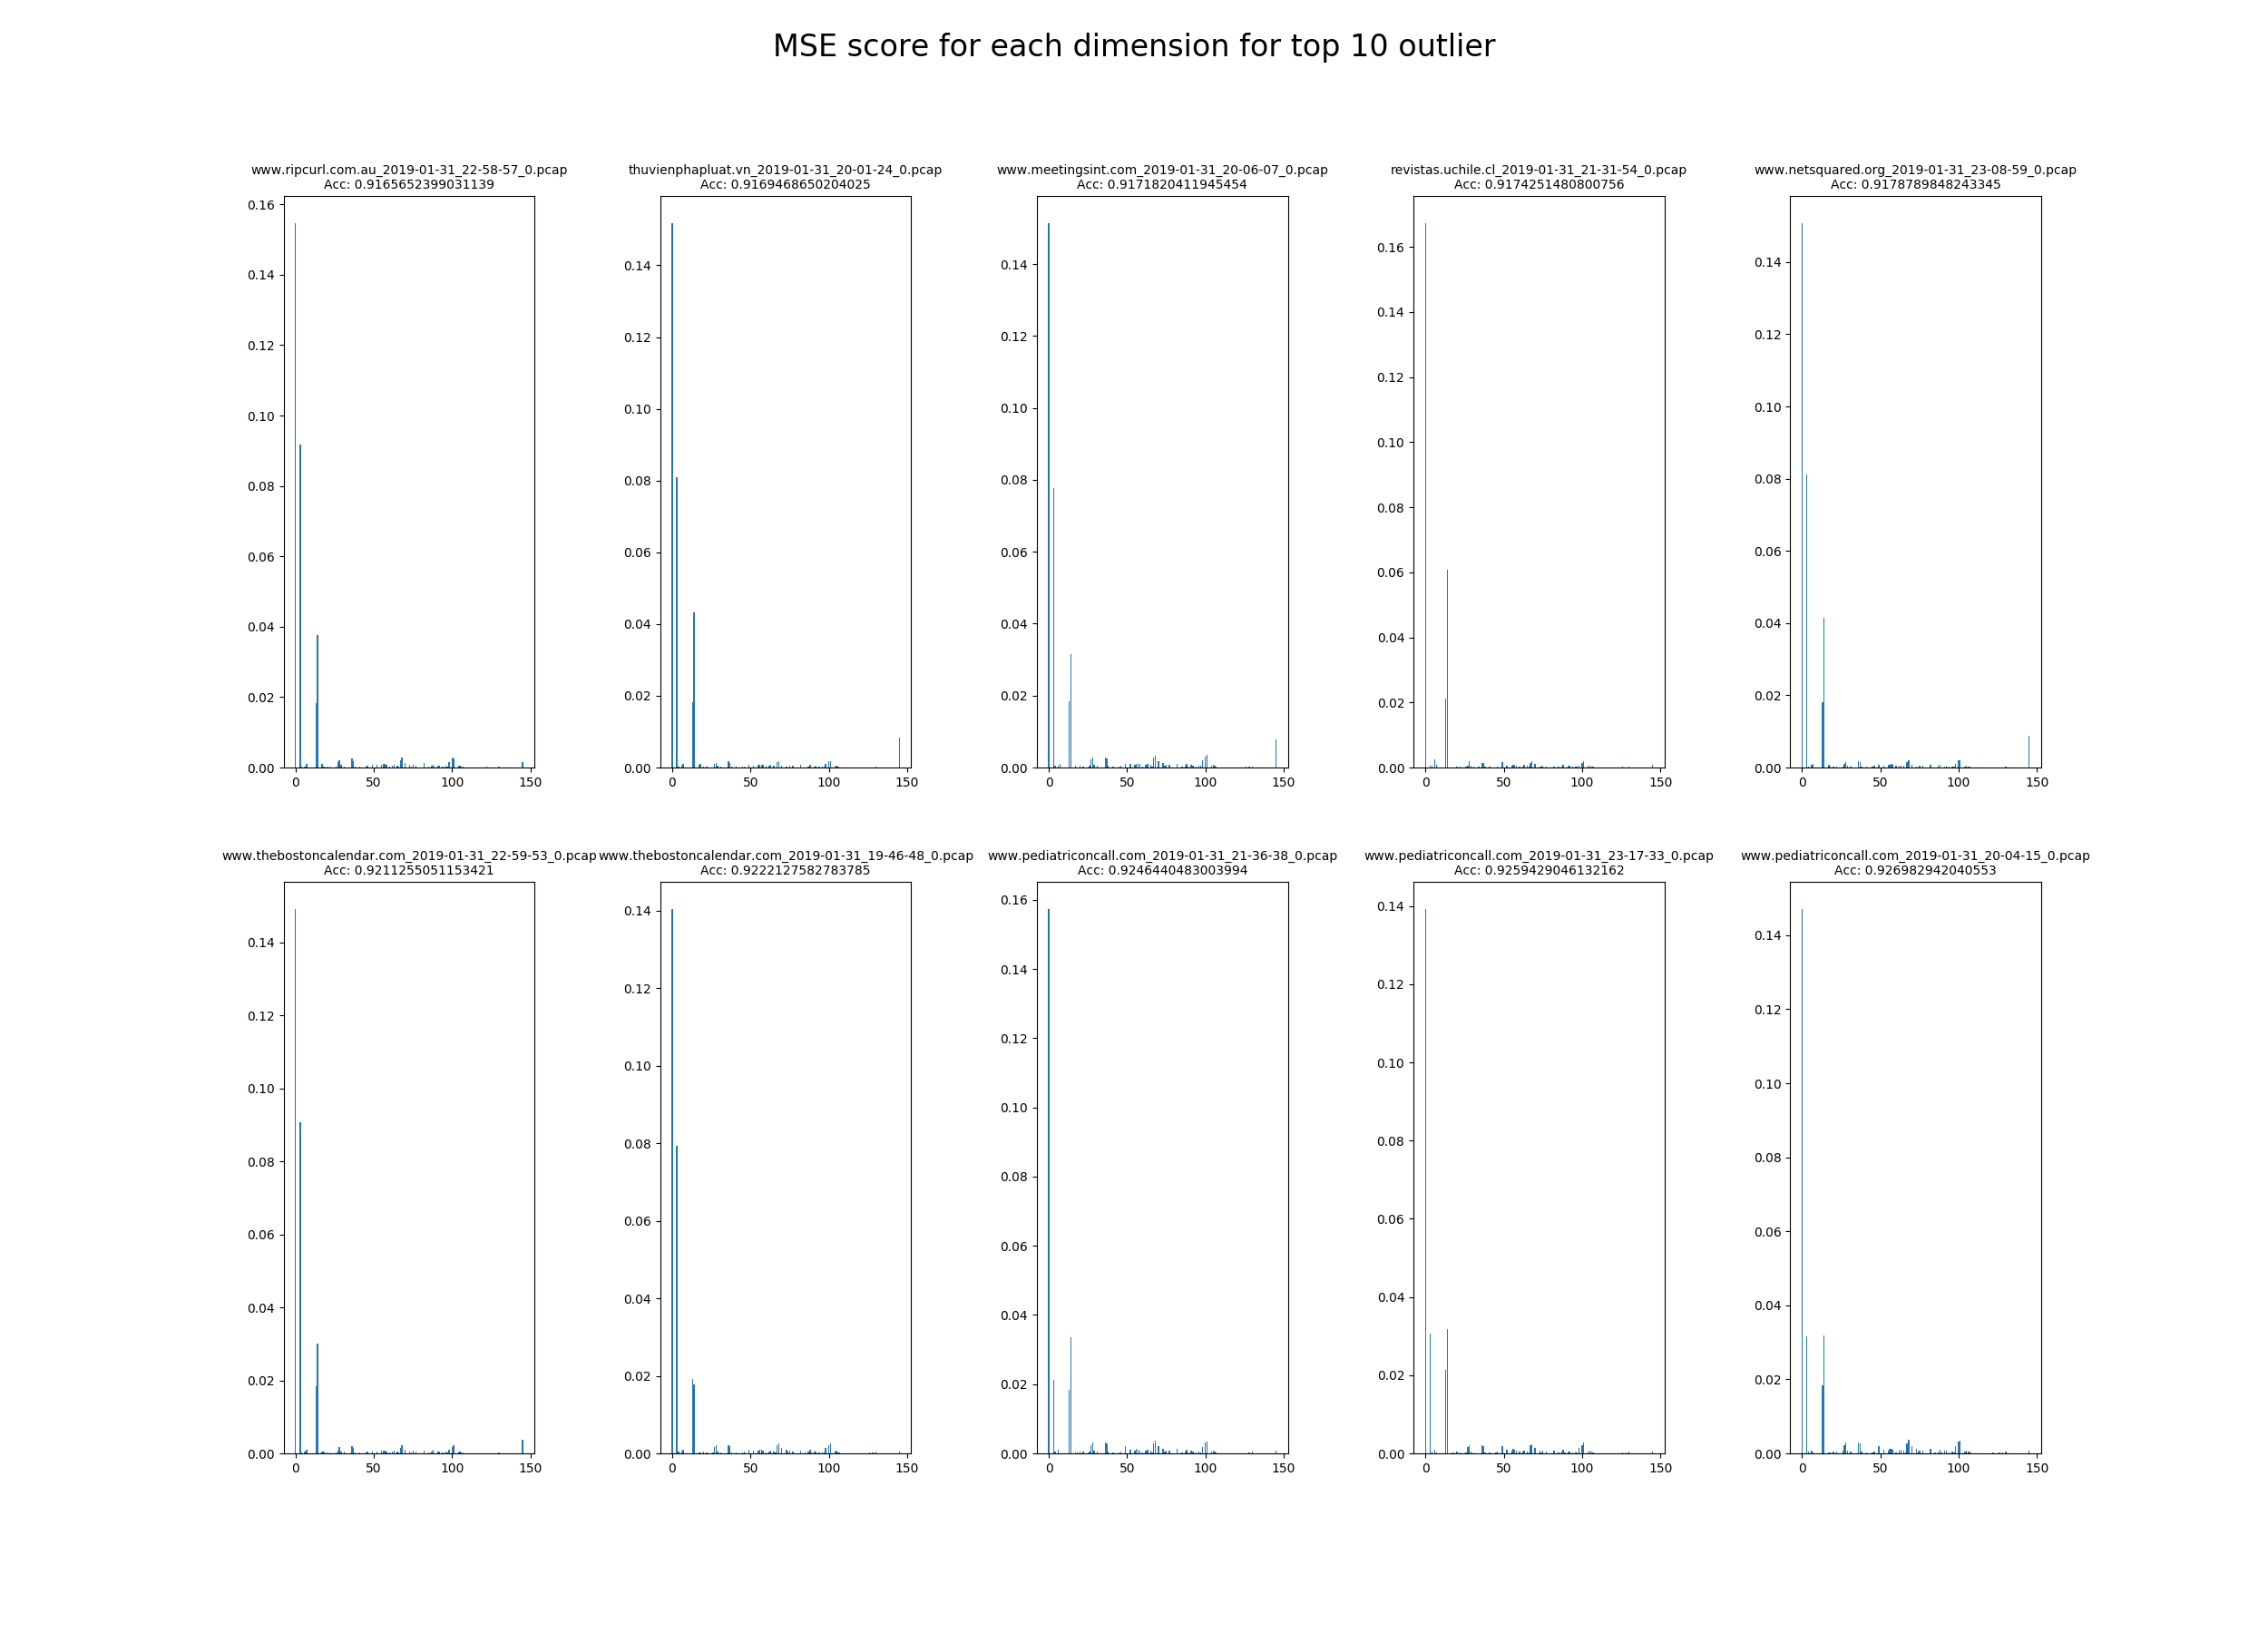 MSE score for each dimension for top 10 outlier
www.ripcurl.com.au_2019-01-31_22-58-57_0.pcap
Acc: 0.9165652399031139
0.16
0.14
0.12
0.10
0.08
0.06
0.04
0.02
0.00
0 50 100 150
thuvienphapluat.vn_2019-01-31_20-01-24_0.pcap
Acc: 0.9169468650204025
0.14
0.12
0.10
0.08
0.06
0.04
0.02
0.00
0 50 100 150
www.meetingsint.com_2019-01-31_20-06-07_0.pcap
Acc: 0.9171820411945454
0.14
0.12
0.10
0.08
0.06
0.04
0.02
0.00
0 50 100 150
revistas.uchile.cl_2019-01-31_21-31-54_0.pcap
Acc: 0.9174251480800756
0.16
0.14
0.12
0.10
0.08
0.06
0.04
0.02
0.00
0 50 100 150
www.netsquared.org_2019-01-31_23-08-59_0.pcap
Acc: 0.9178789848243345
0.14
0.12
0.10
0.08
0.06
0.04
0.02
0.00
0 50 100 150
www.thebostoncalendar.com_2019-01-31_22-59-53_0.pcap
Acc: 0.9211255051153421
0.14
0.12
0.10
0.08
0.06
0.04
0.02
0.00
0 50 100 150
www.thebostoncalendar.com_2019-01-31_19-46-48_0.pcap
Acc: 0.9222127582783785
0.14
0.12
0.10
0.08
0.06
0.04
0.02
0.00
0 50 100 150
www.pediatriconcall.com_2019-01-31_21-36-38_0.pcap
Acc: 0.9246440483003994
0.16
0.14
0.12
0.10
0.08
0.06
0.04
0.02
0.00
0 50 100 150
www.pediatriconcall.com_2019-01-31_23-17-33_0.pcap
Acc: 0.9259429046132162
0.14
0.12
0.10
0.08
0.06
0.04
0.02
0.00
0 50 100 150
www.pediatriconcall.com_2019-01-31_20-04-15_0.pcap
Acc: 0.926982942040553
0.14
0.12
0.10
0.08
0.06
0.04
0.02
0.00
0 50 100 150